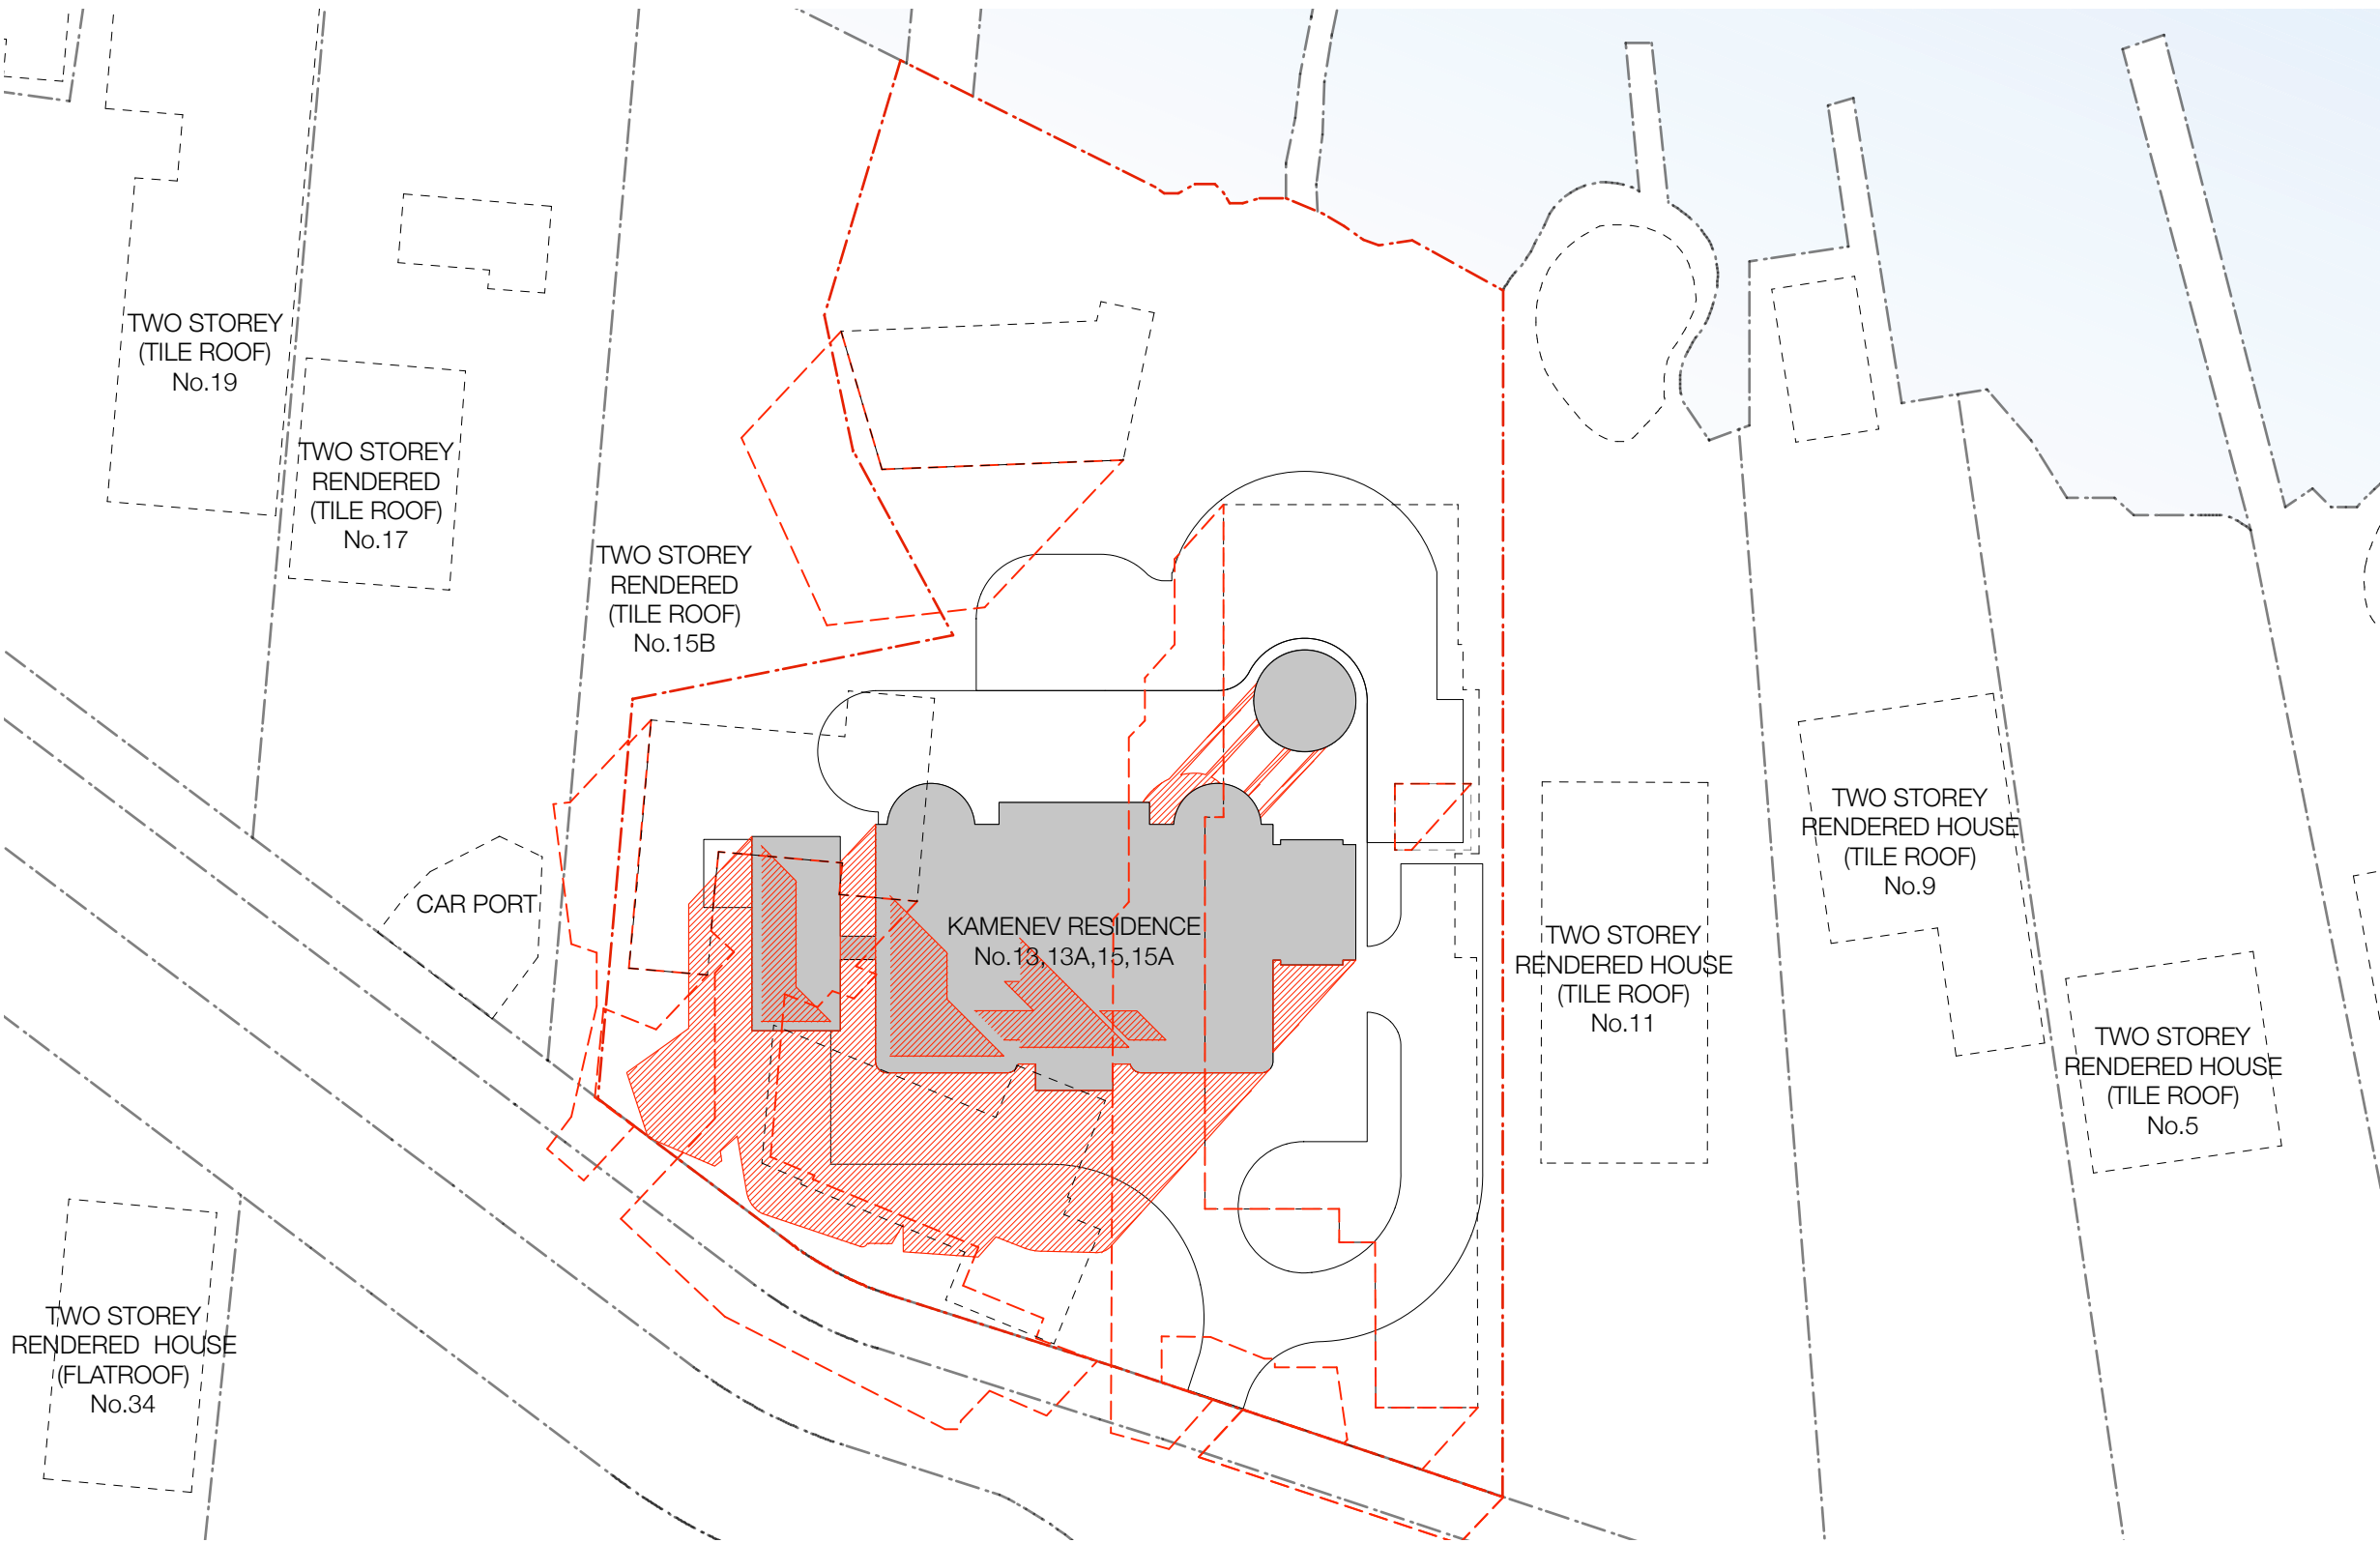 TWO STOREY
(TILE ROOF)
No.19
TWO STOREY
RENDERED
(TILE ROOF)
No.17
TWO STOREY
RENDERED
(TILE ROOF)
No.15B
CAR PORT
KAMENEV RESIDENCE
No.13,13A,15,15A
TWO STOREY
RENDERED HOUSE
(TILE ROOF)
No.11
TWO STOREY
RENDERED HOUSE
(TILE ROOF)
No.9
TWO STOREY
RENDERED HOUSE
(TILE ROOF)
No.5
TWO STOREY
RENDERED HOUSE
(FLATROOF)
No.34